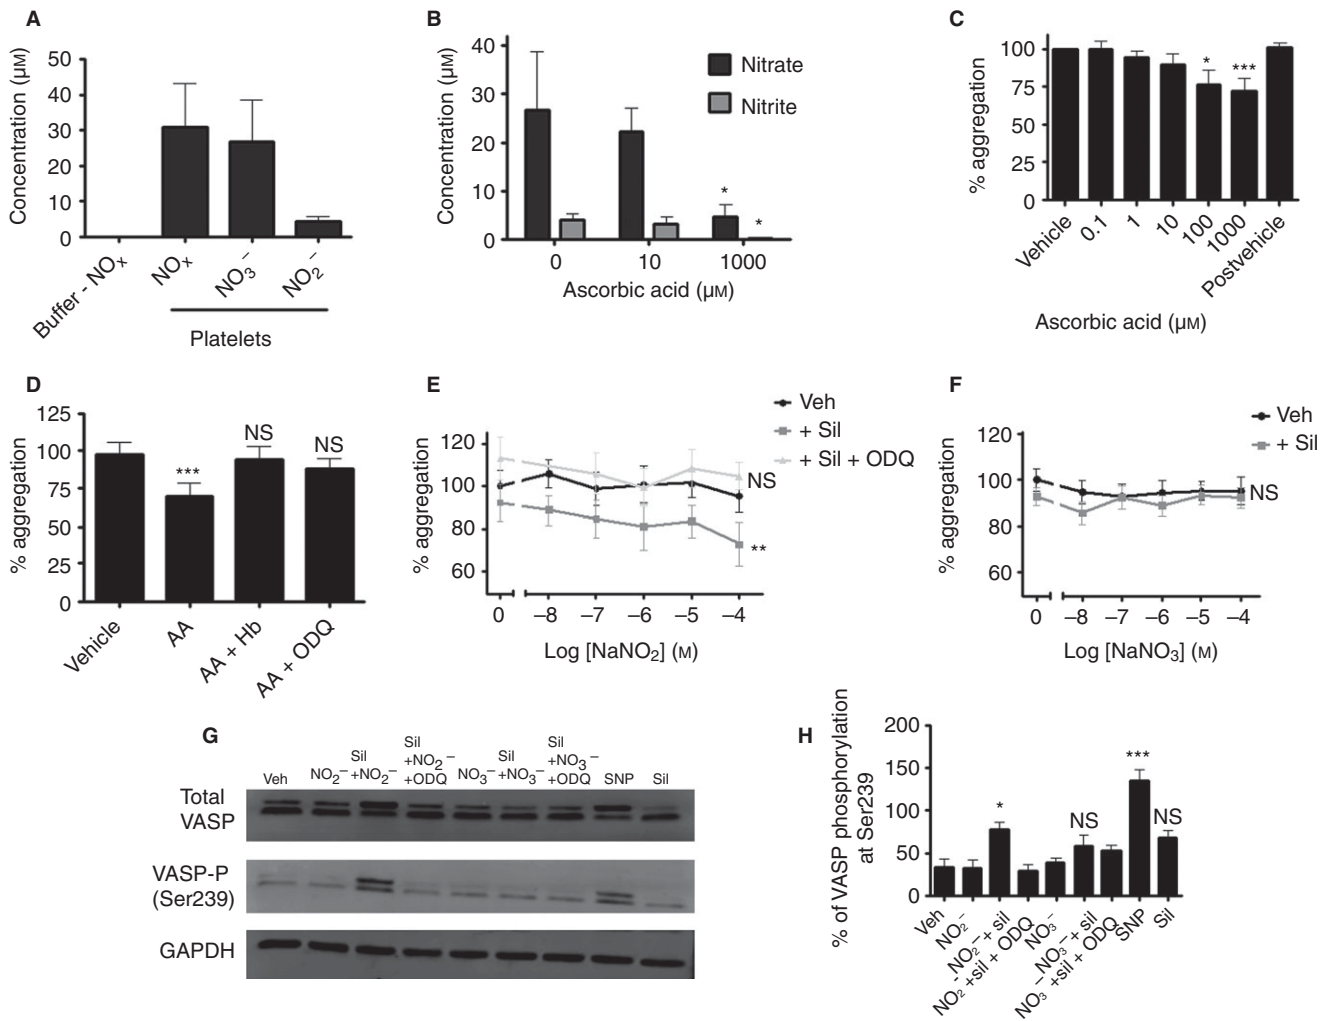 A
Concentration (µM)
50
40
30
20
10
0
Buffer - NOx
NOx
NO3−
NO2−
Platelets
B
Concentration (µM)
40
30
20
10
0
Nitrate
Nitrite
*
*
0 10 1000
Ascorbic acid (µM)
C
% aggregation
100
75
50
25
0
*
***
Vehicle
0.1
1
10
100
1000
Postvehicle
Ascorbic acid (µM)
D
% aggregation
125
100
75
50
25
0
***
NS
NS
Vehicle
AA
AA + Hb
AA + ODQ
E
Veh
+ Sil
+ Sil + ODQ
% aggregation
120
100
80
60
NS
**
0 –8 –7 –6 –5 –4
Log [NaNO2] (M)
F
Veh
+ Sil
% aggregation
120
100
80
60
NS
0 –8 –7 –6 –5 –4
Log [NaNO3] (M)
G
Veh
NO2−
Sil
+NO2−
Sil
+NO2−
+ODQ
NO3−
Sil
+NO3−
Sil
+NO3−
+ODQ
SNP
Sil
Total
VASP
VASP-P
(Ser239)
GAPDH
H
% of VASP phosphorylation
at Ser239
200
150
100
50
0
*
NS
***
NS
Veh
NO2−
NO2− + sil
NO2− +sil + ODQ
NO3−
NO3− + sil
NO3− +sil + ODQ
SNP
Sil